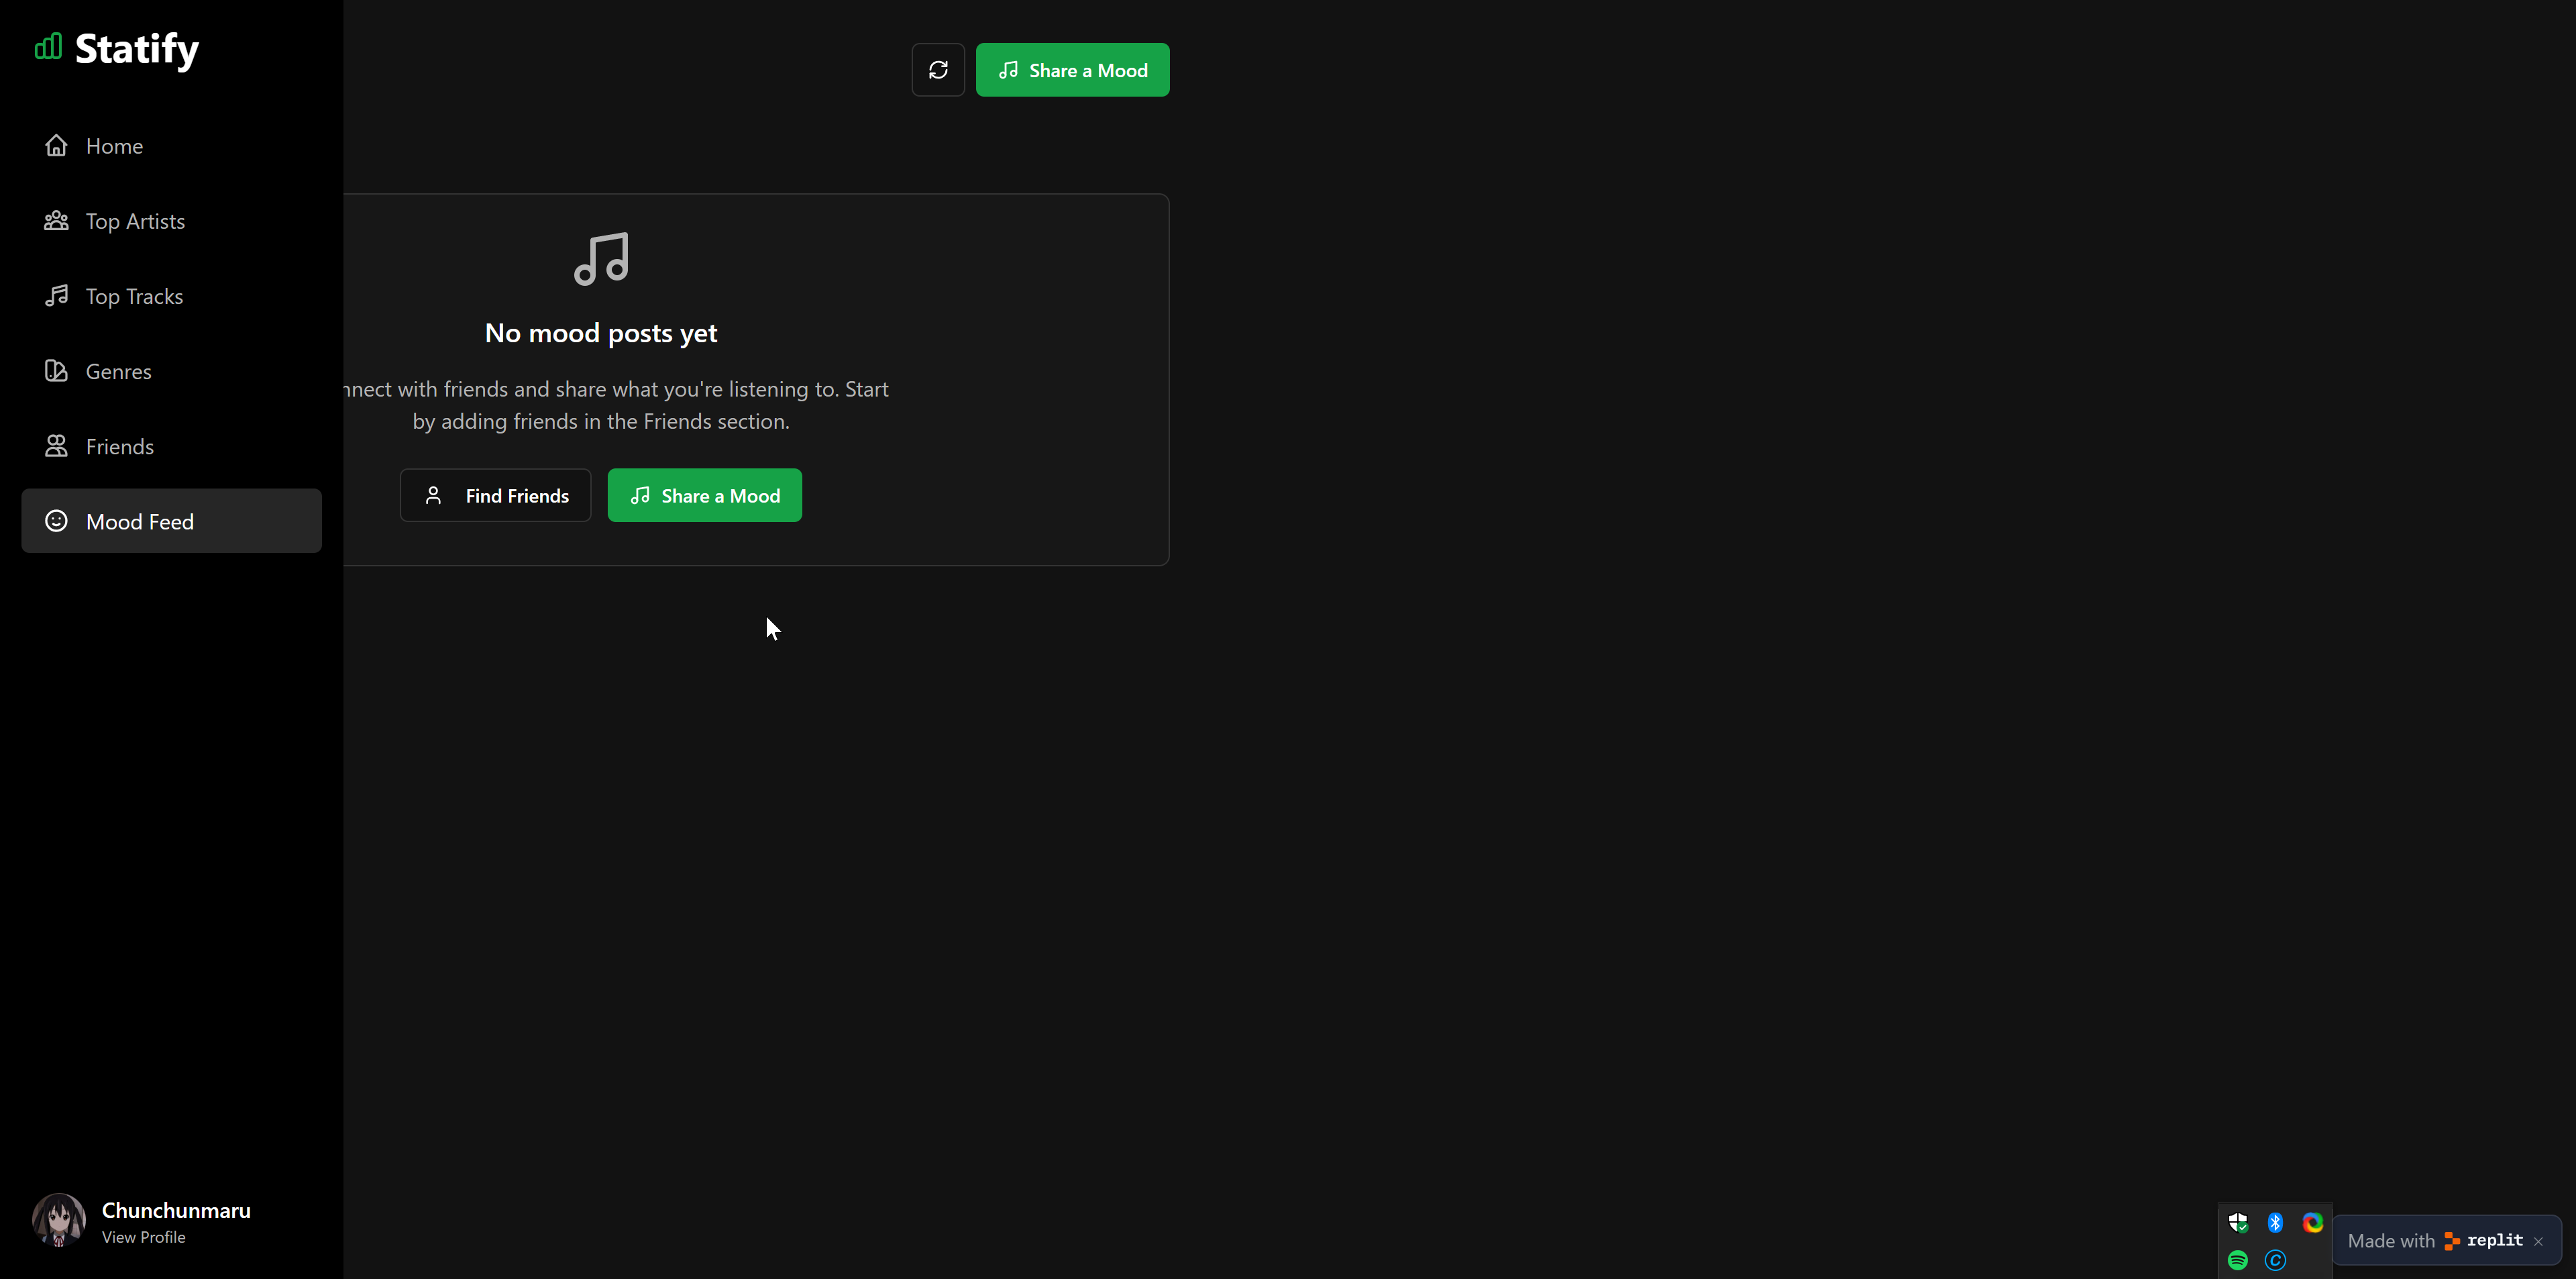 Statify
Home
Top Artists
Top Tracks
Genres
Friends
Mood Feed
Chunchunmaru
View Profile
Share a Mood
No mood posts yet
nnect with friends and share what you're listening to. Start
by adding friends in the Friends section.
Find Friends
Share a Mood
Made with replit